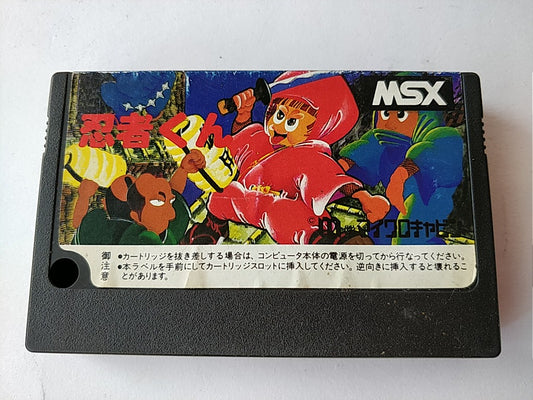 MSX
忍者くん
マイクロキャビン
御注意
●カートリッジを抜き差しする場合は、コンピュータ本体の電源を切ってから行なってください。
●本ラベルを手前にしてカートリッジスロットに挿入してください。逆向きに挿入すると壊れることが
があります。